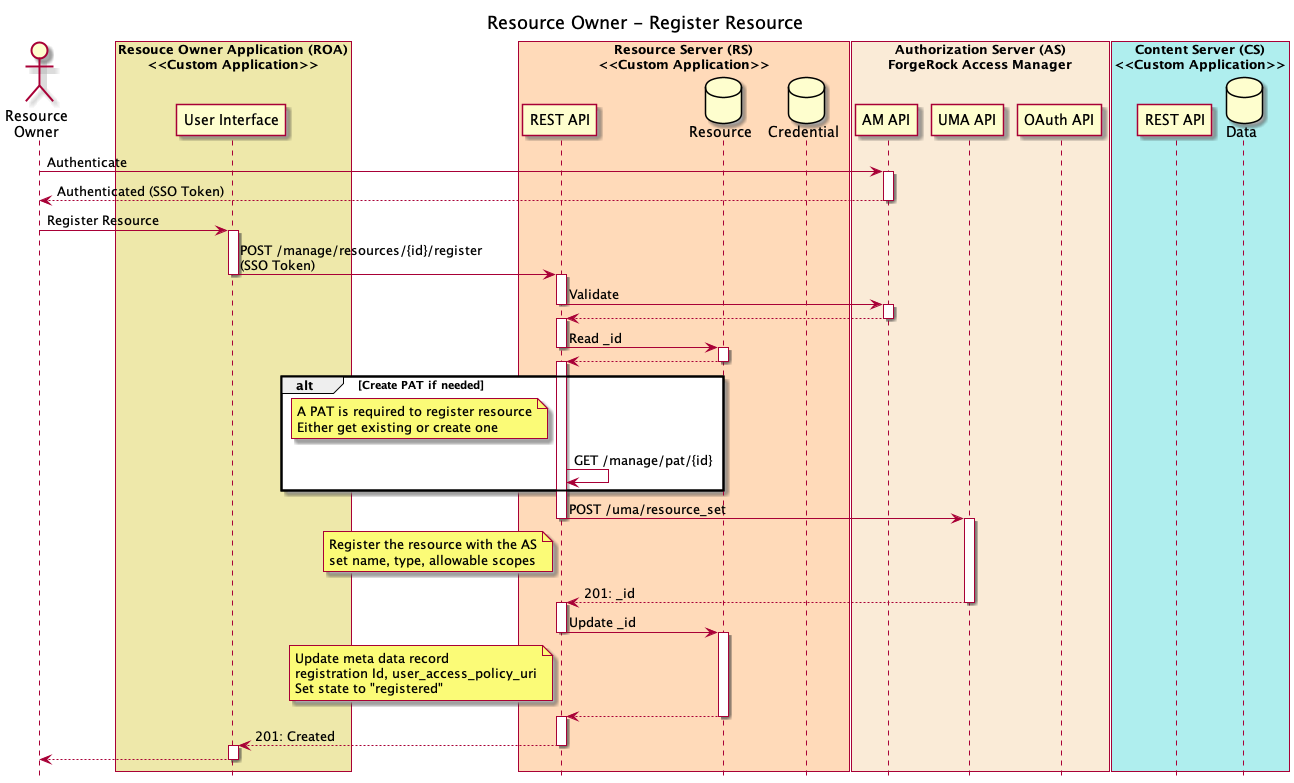 Resource Owner - Register Resource
Resouce Owner Application (ROA)
<<Custom Application>>
Resource Server (RS)
<<Custom Application>>
Authorization Server (AS)
ForgeRock Access Manager
Content Server (CS)
<<Custom Application>>
Resource
Owner
User Interface
REST API
Resource
Credential
AM API
UMA API
OAuth API
REST API
Data
Authenticate
Authenticated (SSO Token)
Register Resource
POST /manage/resources/{id}/register
(SSO Token)
Validate
Read _id
alt
[Create PAT if needed]
A PAT is required to register resource
Either get existing or create one
GET /manage/pat/{id}
POST /uma/resource_set
Register the resource with the AS
set name, type, allowable scopes
201: _id
Update _id
Update meta data record
registration Id, user_access_policy_uri
Set state to "registered"
201: Created